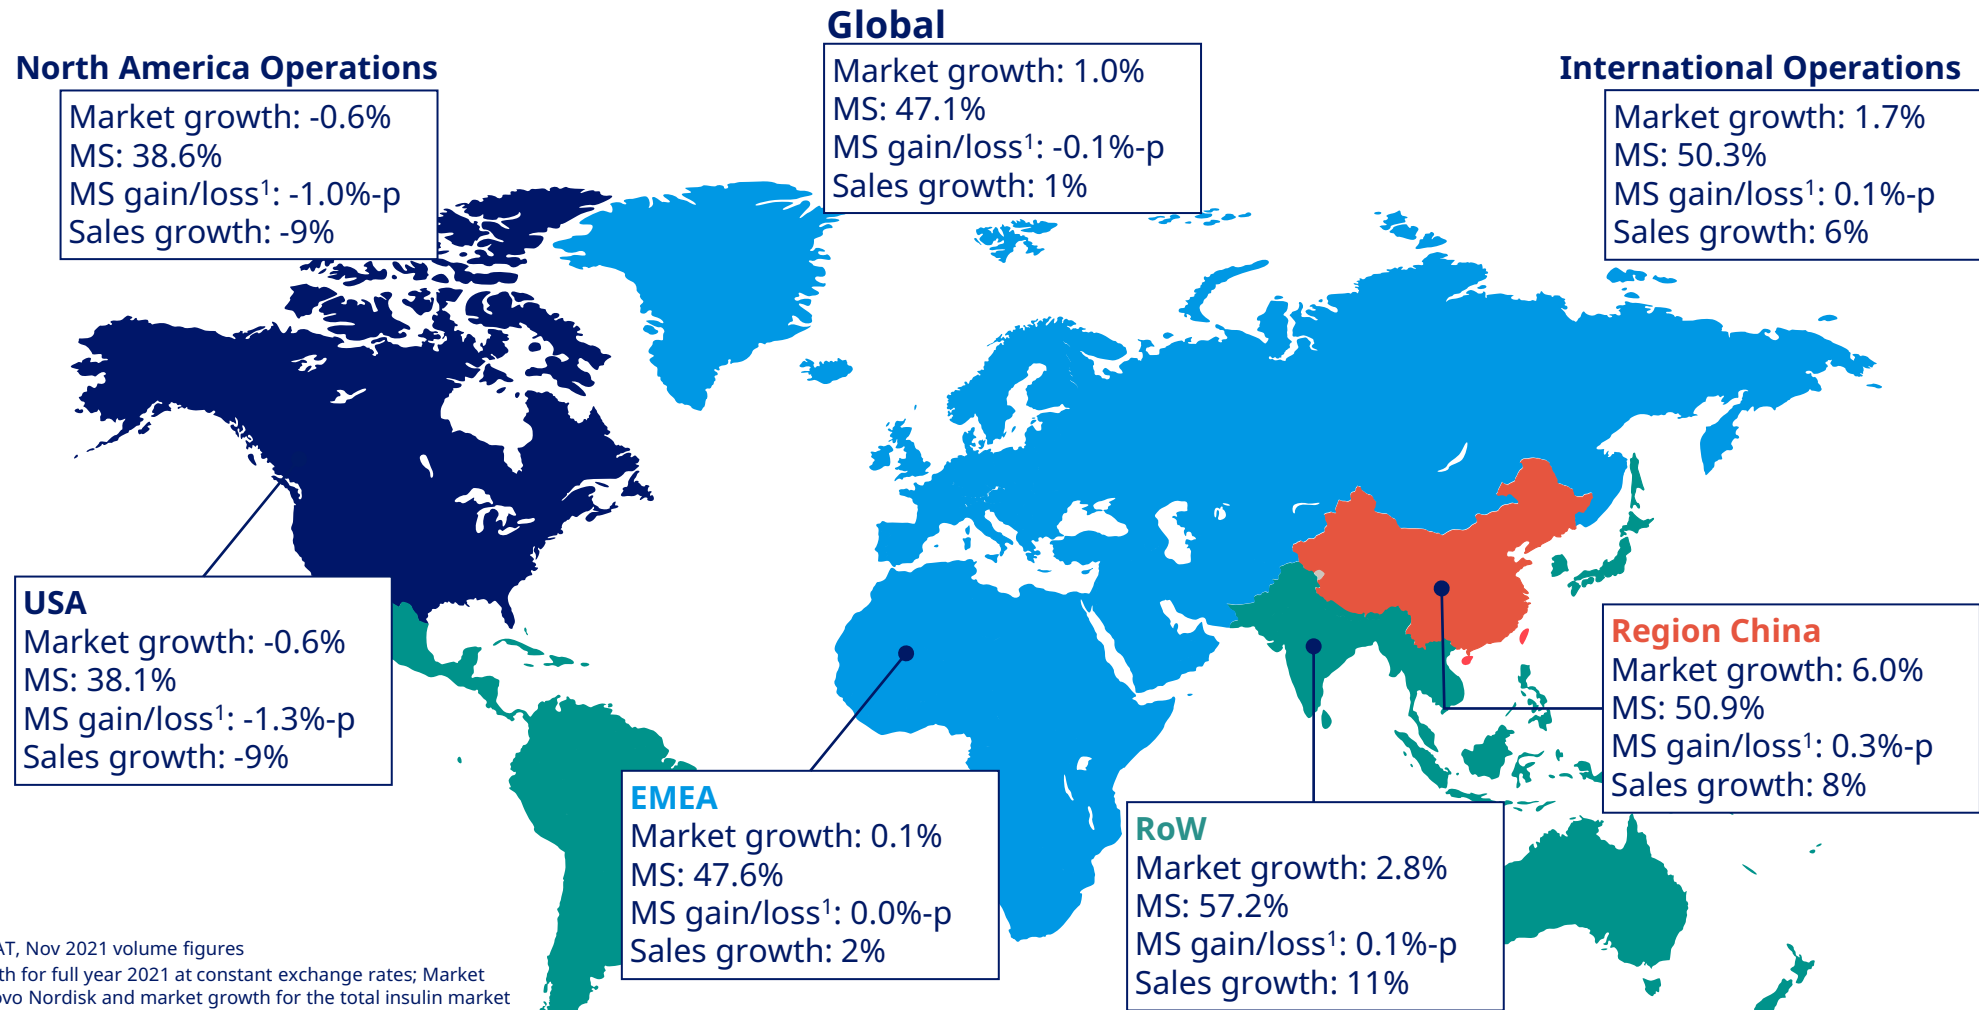 Global
Market growth: 1.0%
MS: 47.1%
MS gain/loss¹: -0.1%-p
Sales growth: 1%
North America Operations
Market growth: -0.6%
MS: 38.6%
MS gain/loss¹: -1.0%-p
Sales growth: -9%
International Operations
Market growth: 1.7%
MS: 50.3%
MS gain/loss¹: 0.1%-p
Sales growth: 6%
USA
Market growth: -0.6%
MS: 38.1%
MS gain/loss¹: -1.3%-p
Sales growth: -9%
EMEA
Market growth: 0.1%
MS: 47.6%
MS gain/loss¹: 0.0%-p
Sales growth: 2%
RoW
Market growth: 2.8%
MS: 57.2%
MS gain/loss¹: 0.1%-p
Sales growth: 11%
Region China
Market growth: 6.0%
MS: 50.9%
MS gain/loss¹: 0.3%-p
Sales growth: 8%
Nov 2021 volume figures
for full year 2021 at constant exchange rates; Market
Nordisk and market growth for the total insulin market